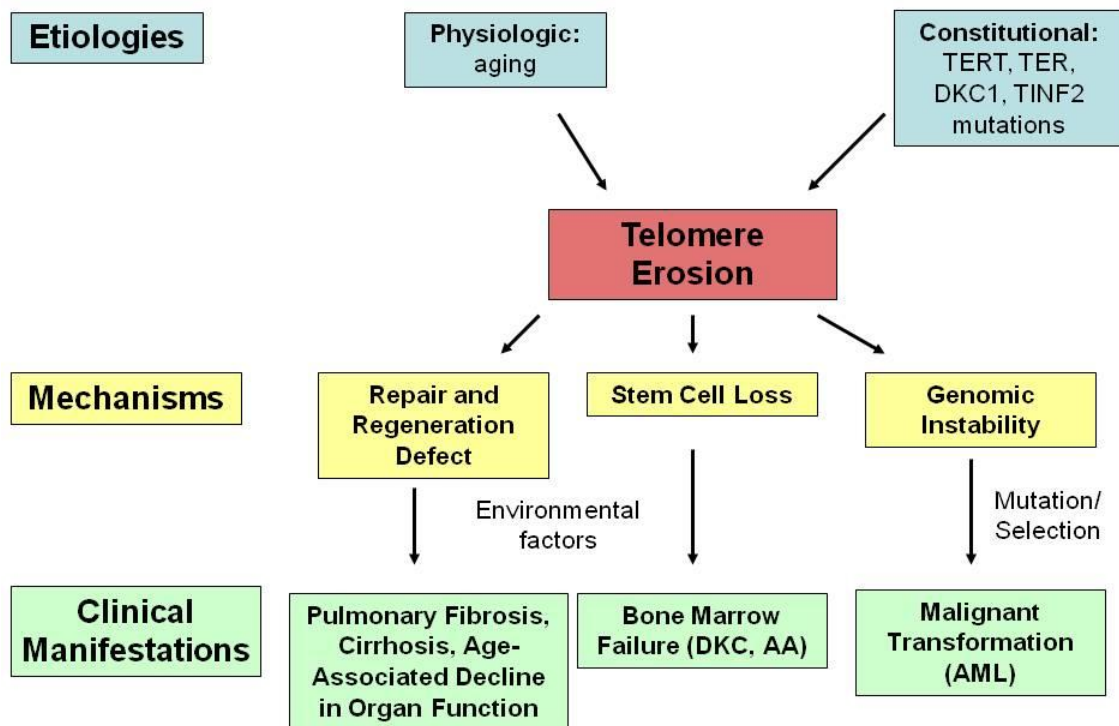 Etiologies
Physiologic:
aging
Constitutional:
TERT, TER,
DKC1, TINF2
mutations
Telomere
Erosion
Mechanisms
Repair and
Regeneration
Defect
Stem Cell Loss
Genomic
Instability
Environmental
factors
Mutation/
Selection
Clinical
Manifestations
Pulmonary Fibrosis,
Cirrhosis, Age-
Associated Decline
in Organ Function
Bone Marrow
Failure (DKC, AA)
Malignant
Transformation
(AML)